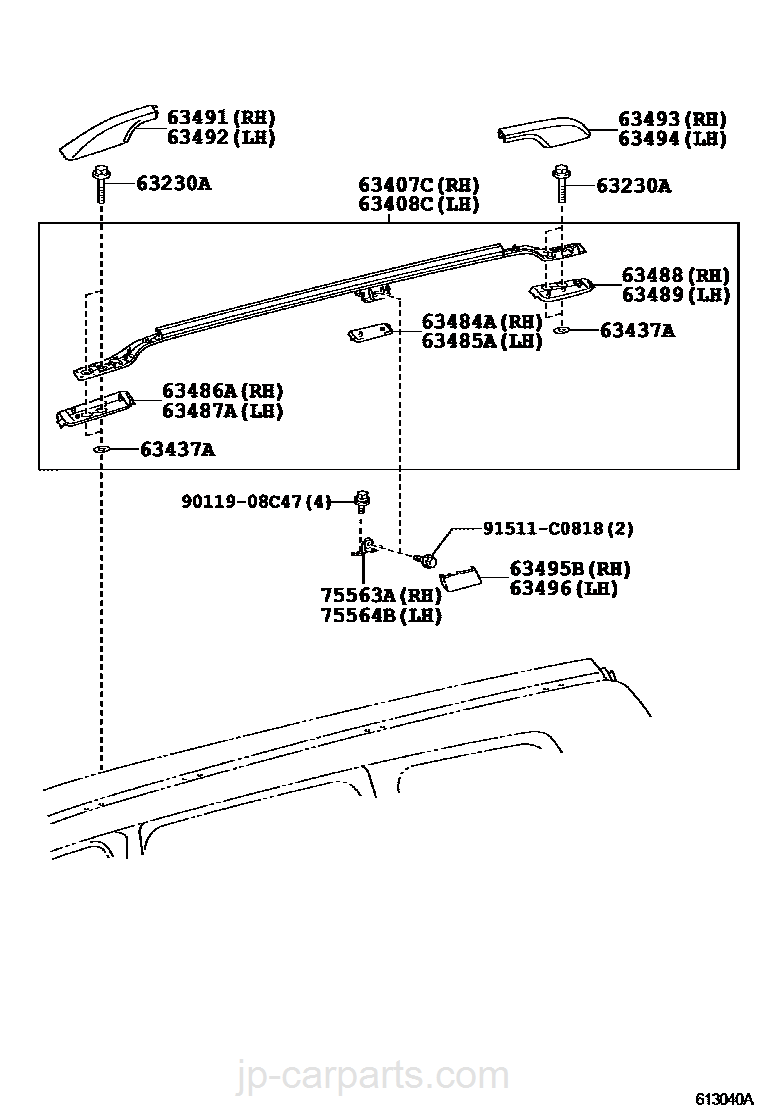 63491(RH)
63492(LH)
63493(RH)
63494(LH)
63230A
63407C(RH)
63408C(LH)
63230A
63488(RH)
63489(LH)
63484A(RH)
63485A(LH)
63437A
63486A(RH)
63487A(LH)
63437A
90119-08C47(4)
91511-C0818(2)
63495B(RH)
63496(LH)
75563A(RH)
75564B(LH)
jp-carparts.com
613040A